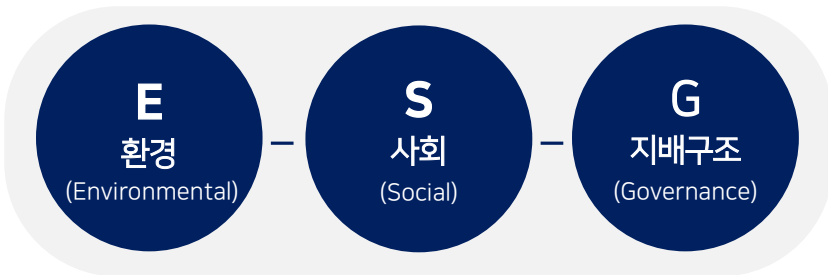 E
환경
(Environmental)
S
사회
(Social)
G
지배구조
(Governance)